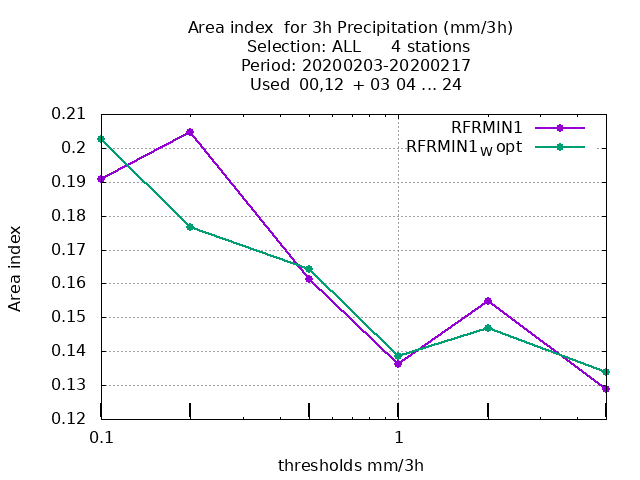 Area index  for 3h Precipitation (mm/3h)
Selection: ALL      4 stations
Period: 20200203-20200217
Used  00,12  + 03 04 ... 24
RFRMIN1
RFRMIN1W opt
0.21
0.2
0.19
0.18
0.17
0.16
0.15
0.14
0.13
0.12
Area index
0.1
1
thresholds mm/3h